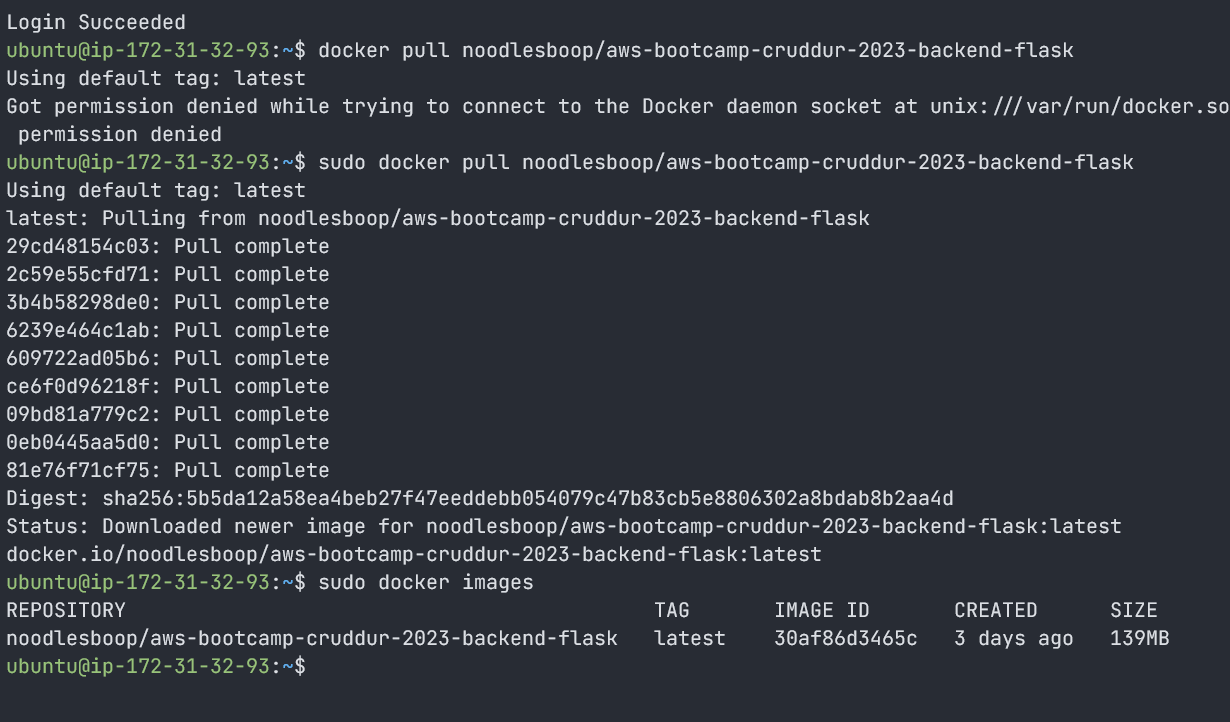 Login Succeeded
ubuntu@ip-172-31-32-93:~$ docker pull noodlesboop/aws-bootcamp-cruddur-2023-backend-flask
Using default tag: latest
Got permission denied while trying to connect to the Docker daemon socket at unix:///var/run/docker.so
 permission denied
ubuntu@ip-172-31-32-93:~$ sudo docker pull noodlesboop/aws-bootcamp-cruddur-2023-backend-flask
Using default tag: latest
latest: Pulling from noodlesboop/aws-bootcamp-cruddur-2023-backend-flask
29cd48154c03: Pull complete
2c59e55cfd71: Pull complete
3b4b58298de0: Pull complete
6239e464c1ab: Pull complete
609722ad05b6: Pull complete
ce6f0d96218f: Pull complete
09bd81a779c2: Pull complete
0eb0445aa5d0: Pull complete
81e76f71cf75: Pull complete
Digest: sha256:5b5da12a58ea4beb27f47eeddebb054079c47b83cb5e8806302a8bdab8b2aa4d
Status: Downloaded newer image for noodlesboop/aws-bootcamp-cruddur-2023-backend-flask:latest
docker.io/noodlesboop/aws-bootcamp-cruddur-2023-backend-flask:latest
ubuntu@ip-172-31-32-93:~$ sudo docker images
REPOSITORY                                            TAG       IMAGE ID       CREATED      SIZE
noodlesboop/aws-bootcamp-cruddur-2023-backend-flask   latest    30af86d3465c   3 days ago   139MB
ubuntu@ip-172-31-32-93:~$